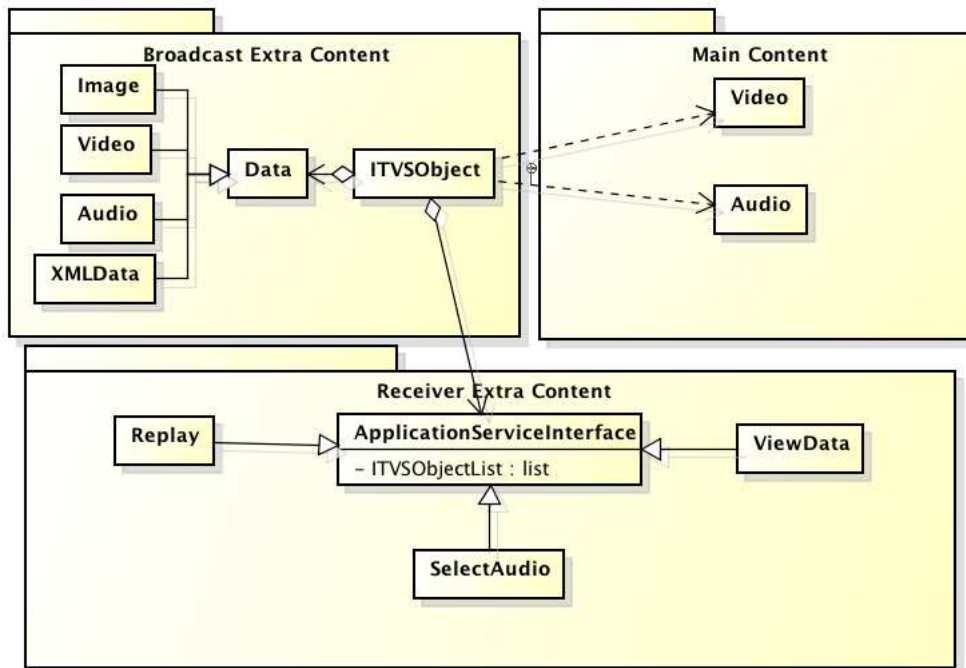 Broadcast Extra Content
Image
Video
Audio
XMLData
Data
ITVSObject
Main Content
Video
Audio
Receiver Extra Content
Replay
ApplicationServiceInterface
- ITVSObjectList : list
ViewData
SelectAudio